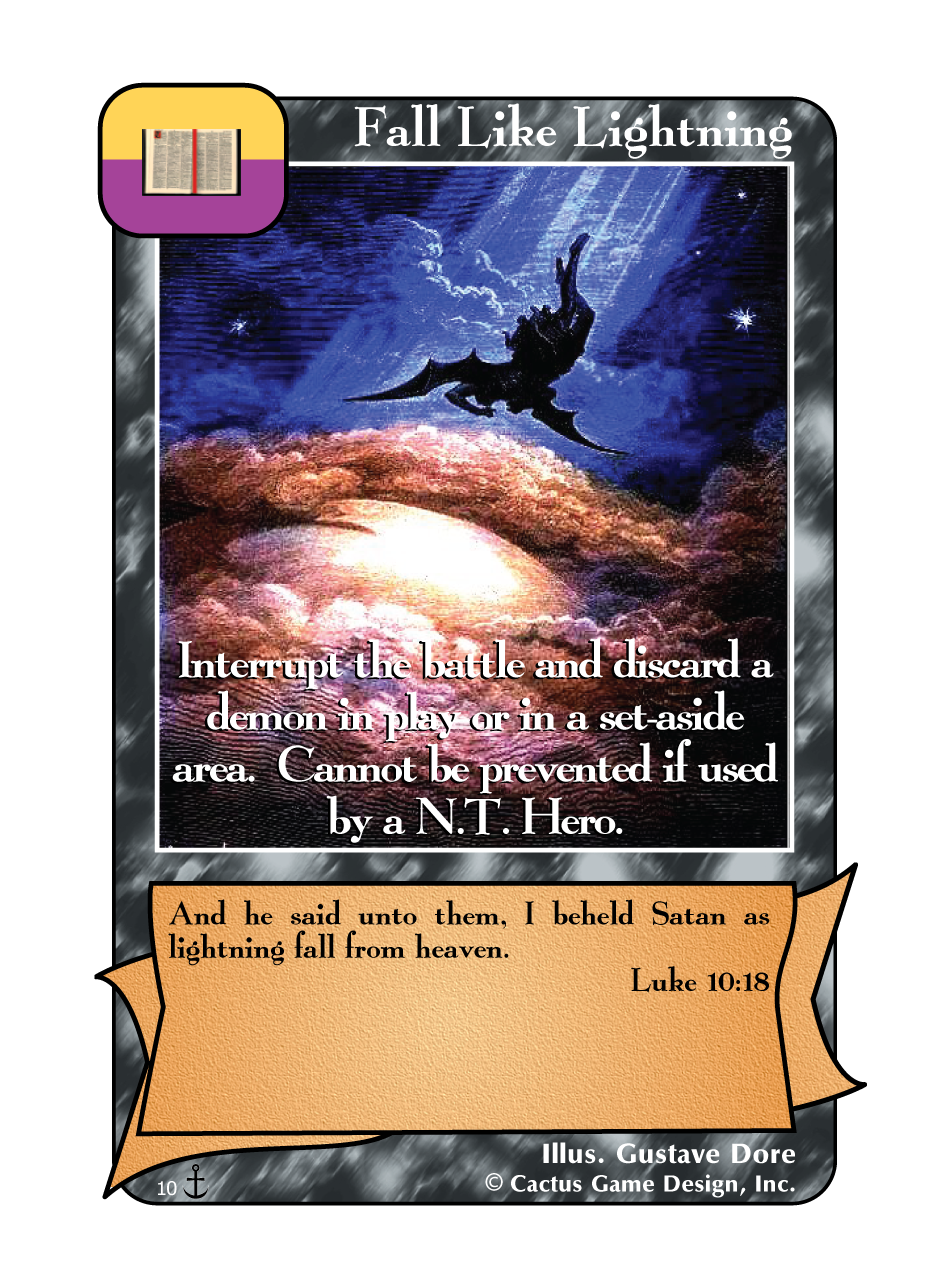 Fall Like Lightning
Interrupt the battle and discard a
demon in play or in a set-aside
area. Cannot be prevented if used
by a N.T. Hero.
And he said unto them, I beheld Satan as
lightning fall from heaven.
Luke 10:18
Illus. Gustave Dore
© Cactus Game Design, Inc.
10